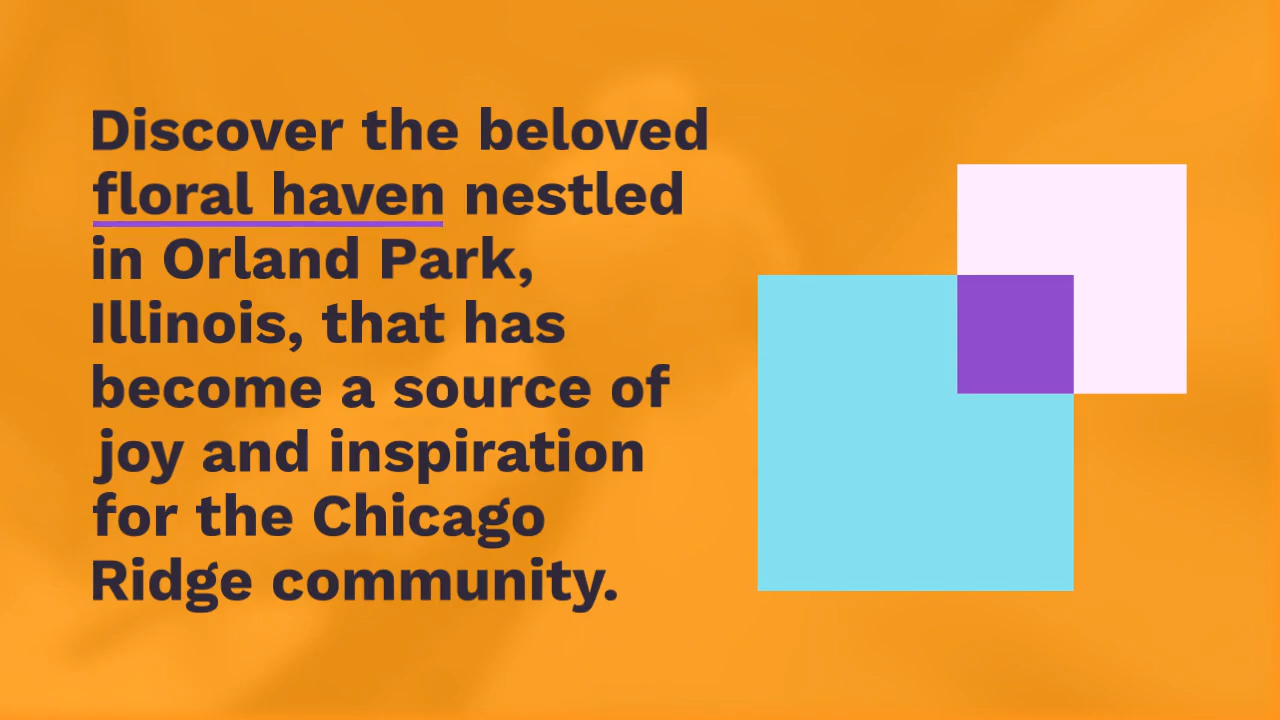 Discover the beloved
floral haven nestled
in Orland Park,
Illinois, that has
become a source of
joy and inspiration
for the Chicago
Ridge community.